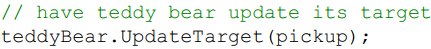 // have teddy bear update its target
teddyBear.UpdateTarget(pickup);